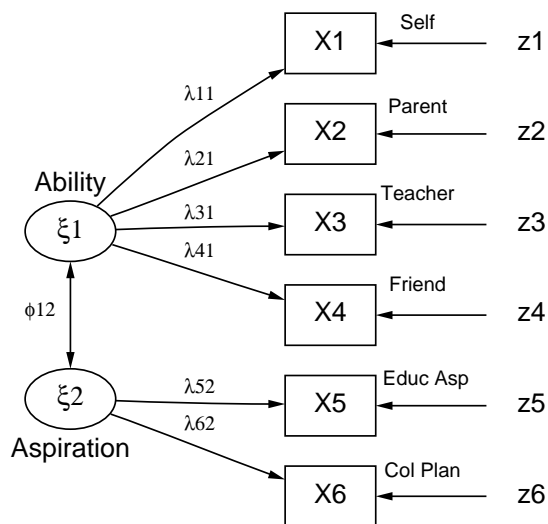 Self
X1
z1
λ11
Parent
X2
z2
λ21
Ability
Teacher
ξ1
λ31
X3
z3
λ41
Friend
X4
z4
ϕ12
Educ Asp
ξ2
λ52
X5
z5
λ62
Aspiration
Col Plan
X6
z6